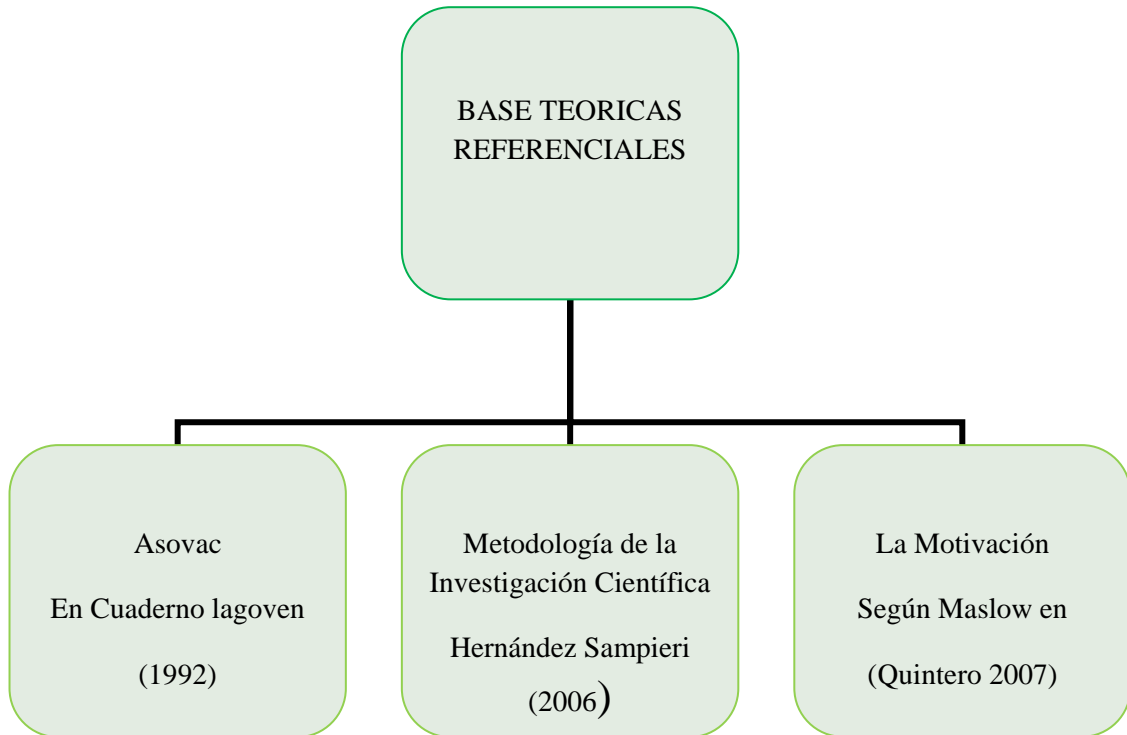 BASE TEORICAS
REFERENCIALES
Asovac
En Cuaderno lagoven
(1992)
Metodología de la
Investigación Científica
Hernández Sampieri
(2006)
La Motivación
Según Maslow en
(Quintero 2007)